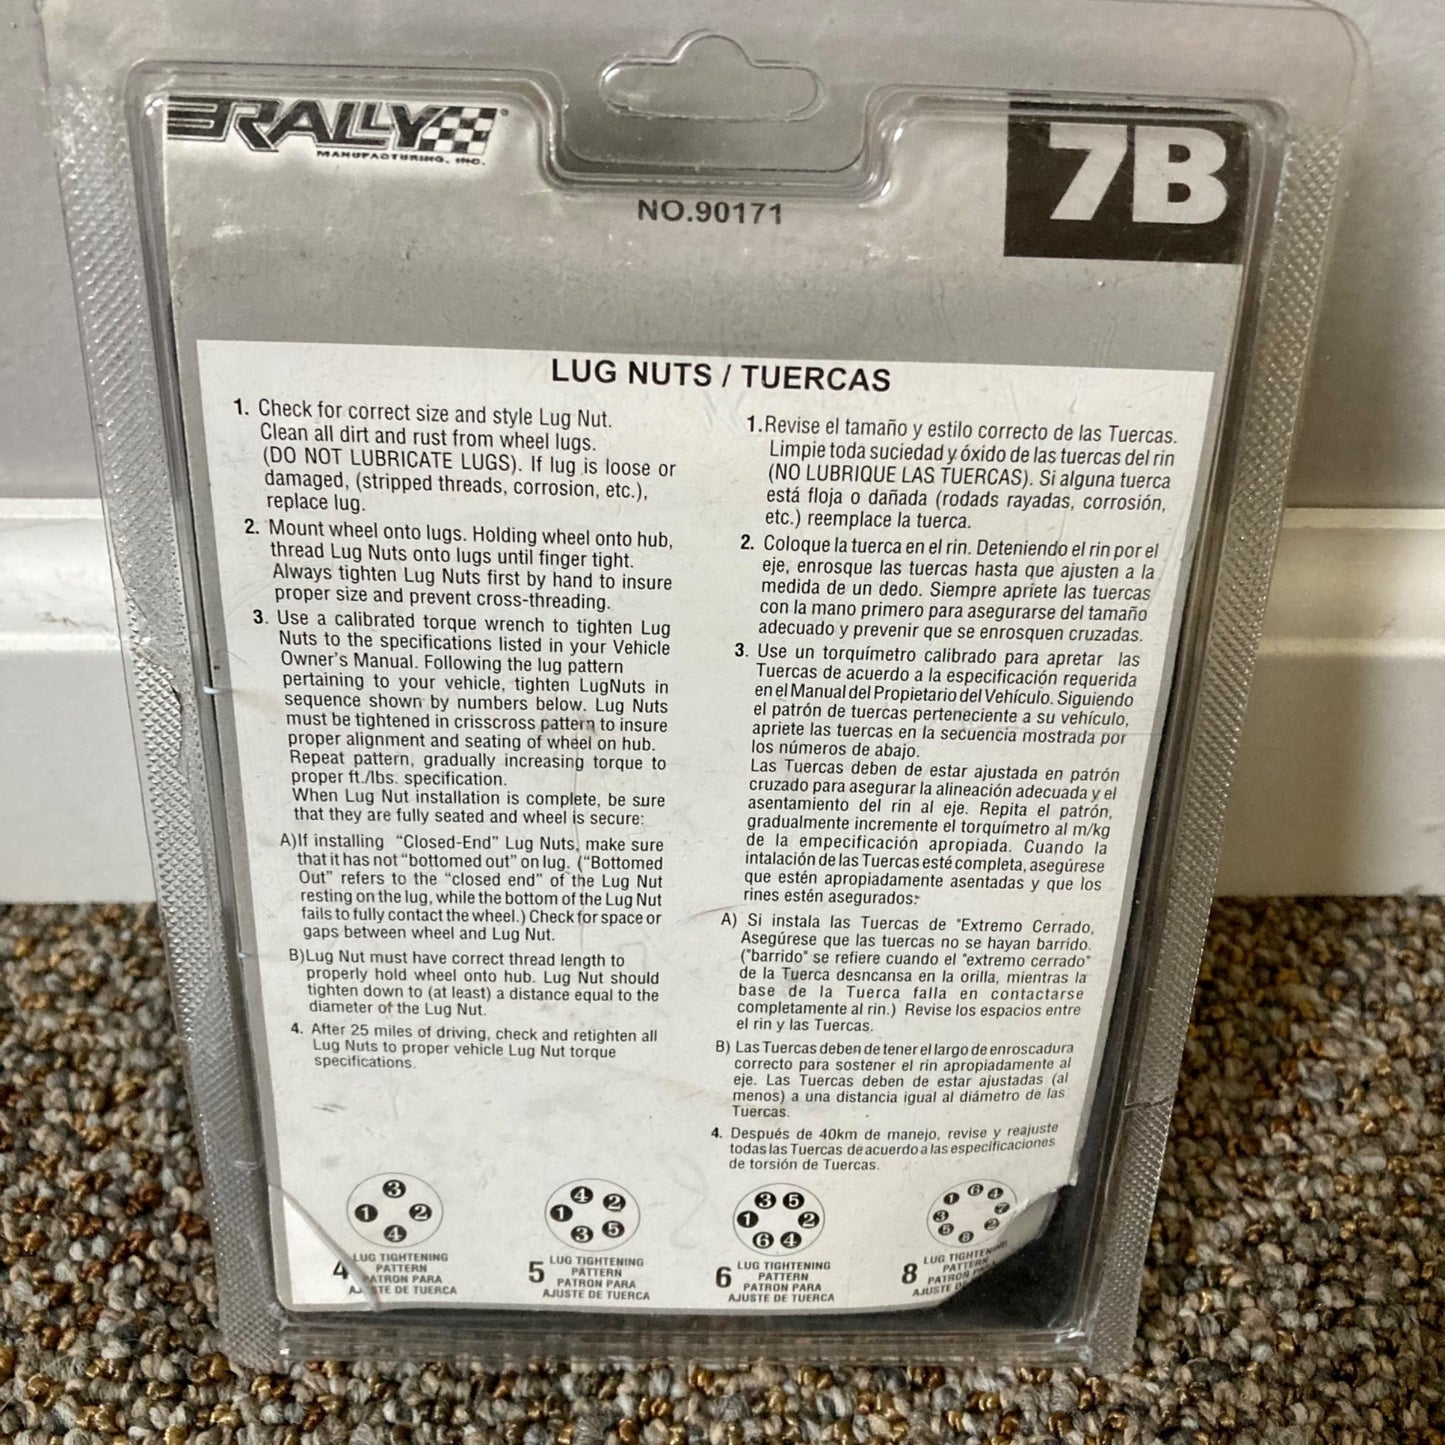 RALLY
MANUFACTURING, INC.
7B
NO.90171
LUG NUTS / TUERCAS
1. Check for correct size and style Lug Nut.
Clean all dirt and rust from wheel lugs.
(DO NOT LUBRICATE LUGS). If lug is loose or
damaged, (stripped threads, corrosion, etc.),
replace lug.
2. Mount wheel onto lugs. Holding wheel onto hub,
thread Lug Nuts onto lugs until finger tight.
Always tighten Lug Nuts first by hand to insure
proper size and prevent cross-threading.
3. Use a calibrated torque wrench to tighten Lug
Nuts to the specifications listed in your Vehicle
Owner's Manual. Following the lug pattern
pertaining to your vehicle, tighten LugNuts in
sequence shown by numbers below. Lug Nuts
must be tightened in crisscross pattern to insure
proper alignment and seating of wheel on hub.
Repeat pattern, gradually increasing torque to
proper ft./lbs. specification.
When Lug Nut installation is complete, be sure
that they are fully seated and wheel is secure:
A)If installing "Closed-End" Lug Nuts, make sure
that it has not "bottomed out" on lug. ("Bottomed
Out" refers to the "closed end" of the Lug Nut
resting on the lug, while the bottom of the Lug Nut
fails to fully contact the wheel.) Check for space or
gaps between wheel and Lug Nut.
B)Lug Nut must have correct thread length to
properly hold wheel onto hub. Lug Nut should
tighten down to (at least) a distance equal to the
diameter of the Lug Nut.
4. After 25 miles of driving, check and retighten all
Lug Nuts to proper vehicle Lug Nut torque
specifications.
1.Revise el tamaño y estilo correcto de las Tuercas.
Limpie toda suciedad y óxido de las tuercas del rin
(NO LUBRIQUE LAS TUERCAS). Si alguna tuerca
está floja o dañada (rodads rayadas, corrosión,
etc.) reemplace la tuerca.
2. Coloque la tuerca en el rin. Deteniendo el rin por el
eje, enrosque las tuercas hasta que ajusten a la
medida de un dedo. Siempre apriete las tuercas
con la mano primero para asegurarse del tamaño
adecuado y prevenir que se enrosquen cruzadas.
3. Use un torquímetro calibrado para apretar las
Tuercas de acuerdo a la especificación requerida
en el Manual del Propietario del Vehículo. Siguiendo
el patrón de tuercas perteneciente a su vehículo,
apriete las tuercas en la secuencia mostrada por
los números de abajo.
Las Tuercas deben de estar ajustada en patrón
cruzado para asegurar la alineación adecuada y el
asentamiento del rin al eje. Repita el patrón,
gradualmente incremente el torquímetro al m/kg
de la empecificación apropiada. Cuando la
intalación de las Tuercas esté completa, asegúrese
que estén apropiadamente asentadas y que los
rines estén asegurados:
A) Si instala las Tuercas de "Extremo Cerrado,
Asegúrese que las tuercas no se hayan barrido.
("barrido" se refiere cuando el "extremo cerrado"
de la Tuerca desncansa en la orilla, mientras la
base de la Tuerca falla en contactarse
completamente al rin.) Revise los espacios entre
el rin y las Tuercas.
B) Las Tuercas deben de tener el largo de enroscadura
correcto para sostener el rin apropiadamente al
eje. Las Tuercas deben de estar ajustadas (al
menos) a una distancia igual al diámetro de las
Tuercas.
4. Después de 40km de manejo, revise y reajuste
todas las Tuercas de acuerdo a las especificaciones
de torsión de Tuercas.
3
1 2
4
4 LUG TIGHTENING
PATTERN
PATRON PARA
AJUSTE DE TUERCA
4 2
1
3 5
5 LUG TIGHTENING
PATTERN
PATRON PARA
AJUSTE DE TUERCA
3 5
1 2
6 4
6 LUG TIGHTENING
PATTERN
PATRON PARA
AJUSTE DE TUERCA
6 4
1
3 7
5 2
8
8 LUG
PATTERN
PATRON
AJUSTE